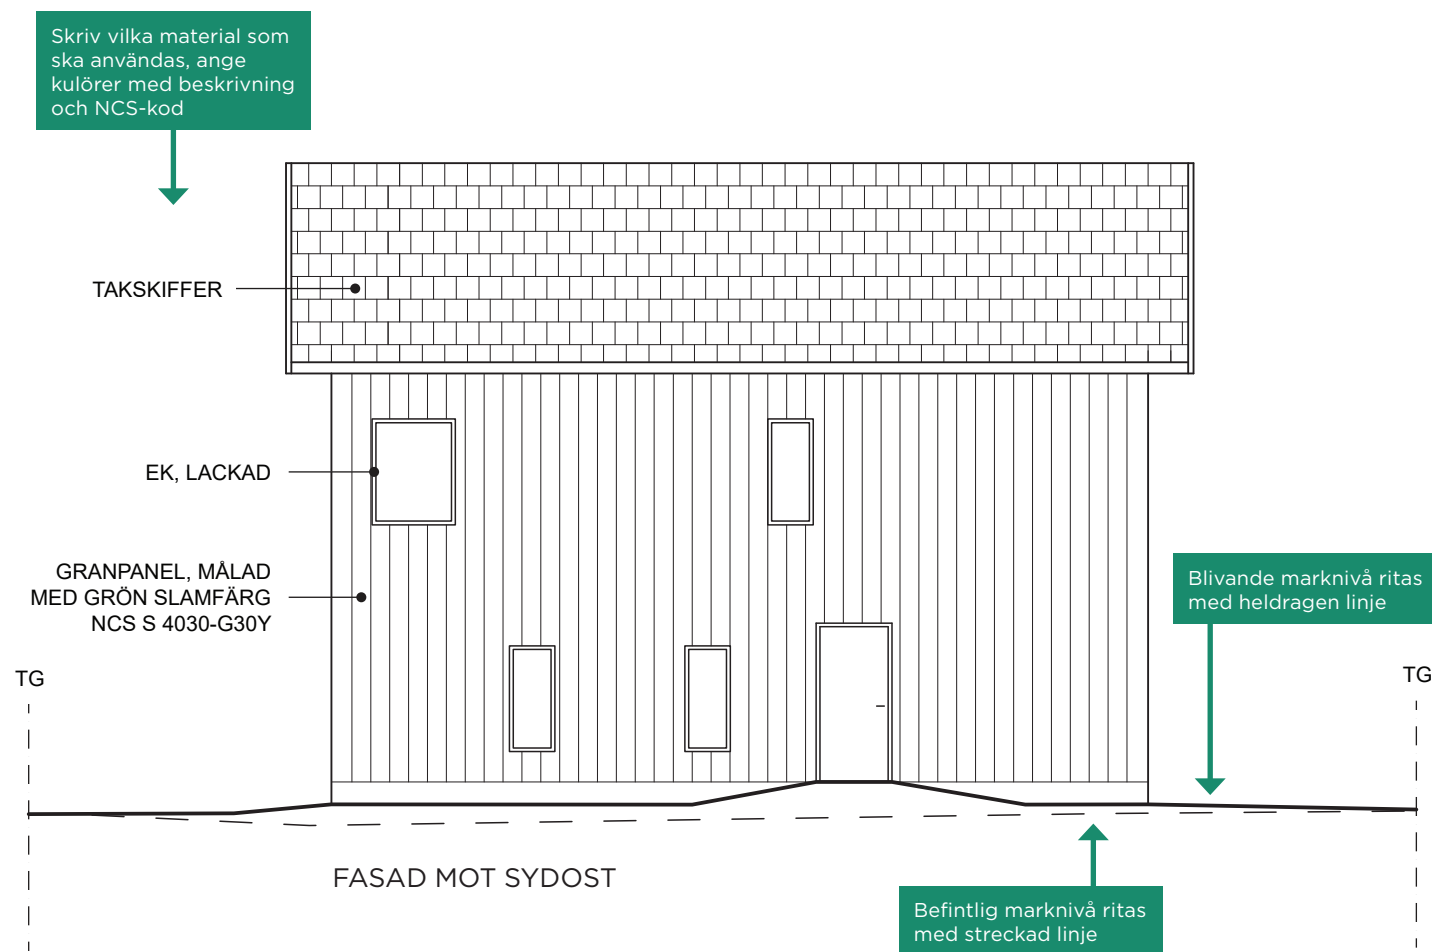 Skriv vilka material som
ska användas, ange
kulörer med beskrivning
och NCS-kod
TAKSKIFFER
EK, LACKAD
GRANPANEL, MÅLAD
MED GRÖN SLAMFÄRG
NCS S 4030-G30Y
Blivande marknivå ritas
med heldragen linje
TG
TG
FASAD MOT SYDOST
Befintlig marknivå ritas
med streckad linje